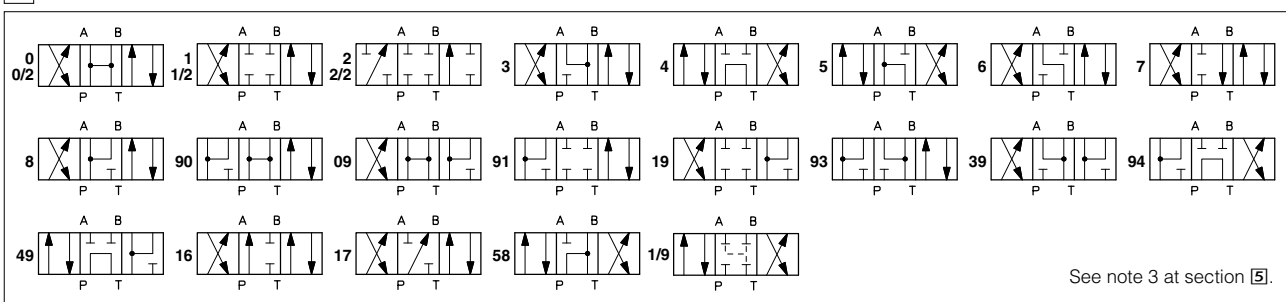 A B A B A B A B A B A B A B A B
0 1 2 3 4 5 6 7
0/2 1/2 2/2
P T P T P T P T P T P T P T P T
A B A B A B A B A B A B A B A B
8 90 09 91 19 93 39 94
P T P T P T P T P T P T P T P T
A B A B A B A B A B
49 16 17 58 1/9
P T P T P T P T P T
See note 3 at section 5.